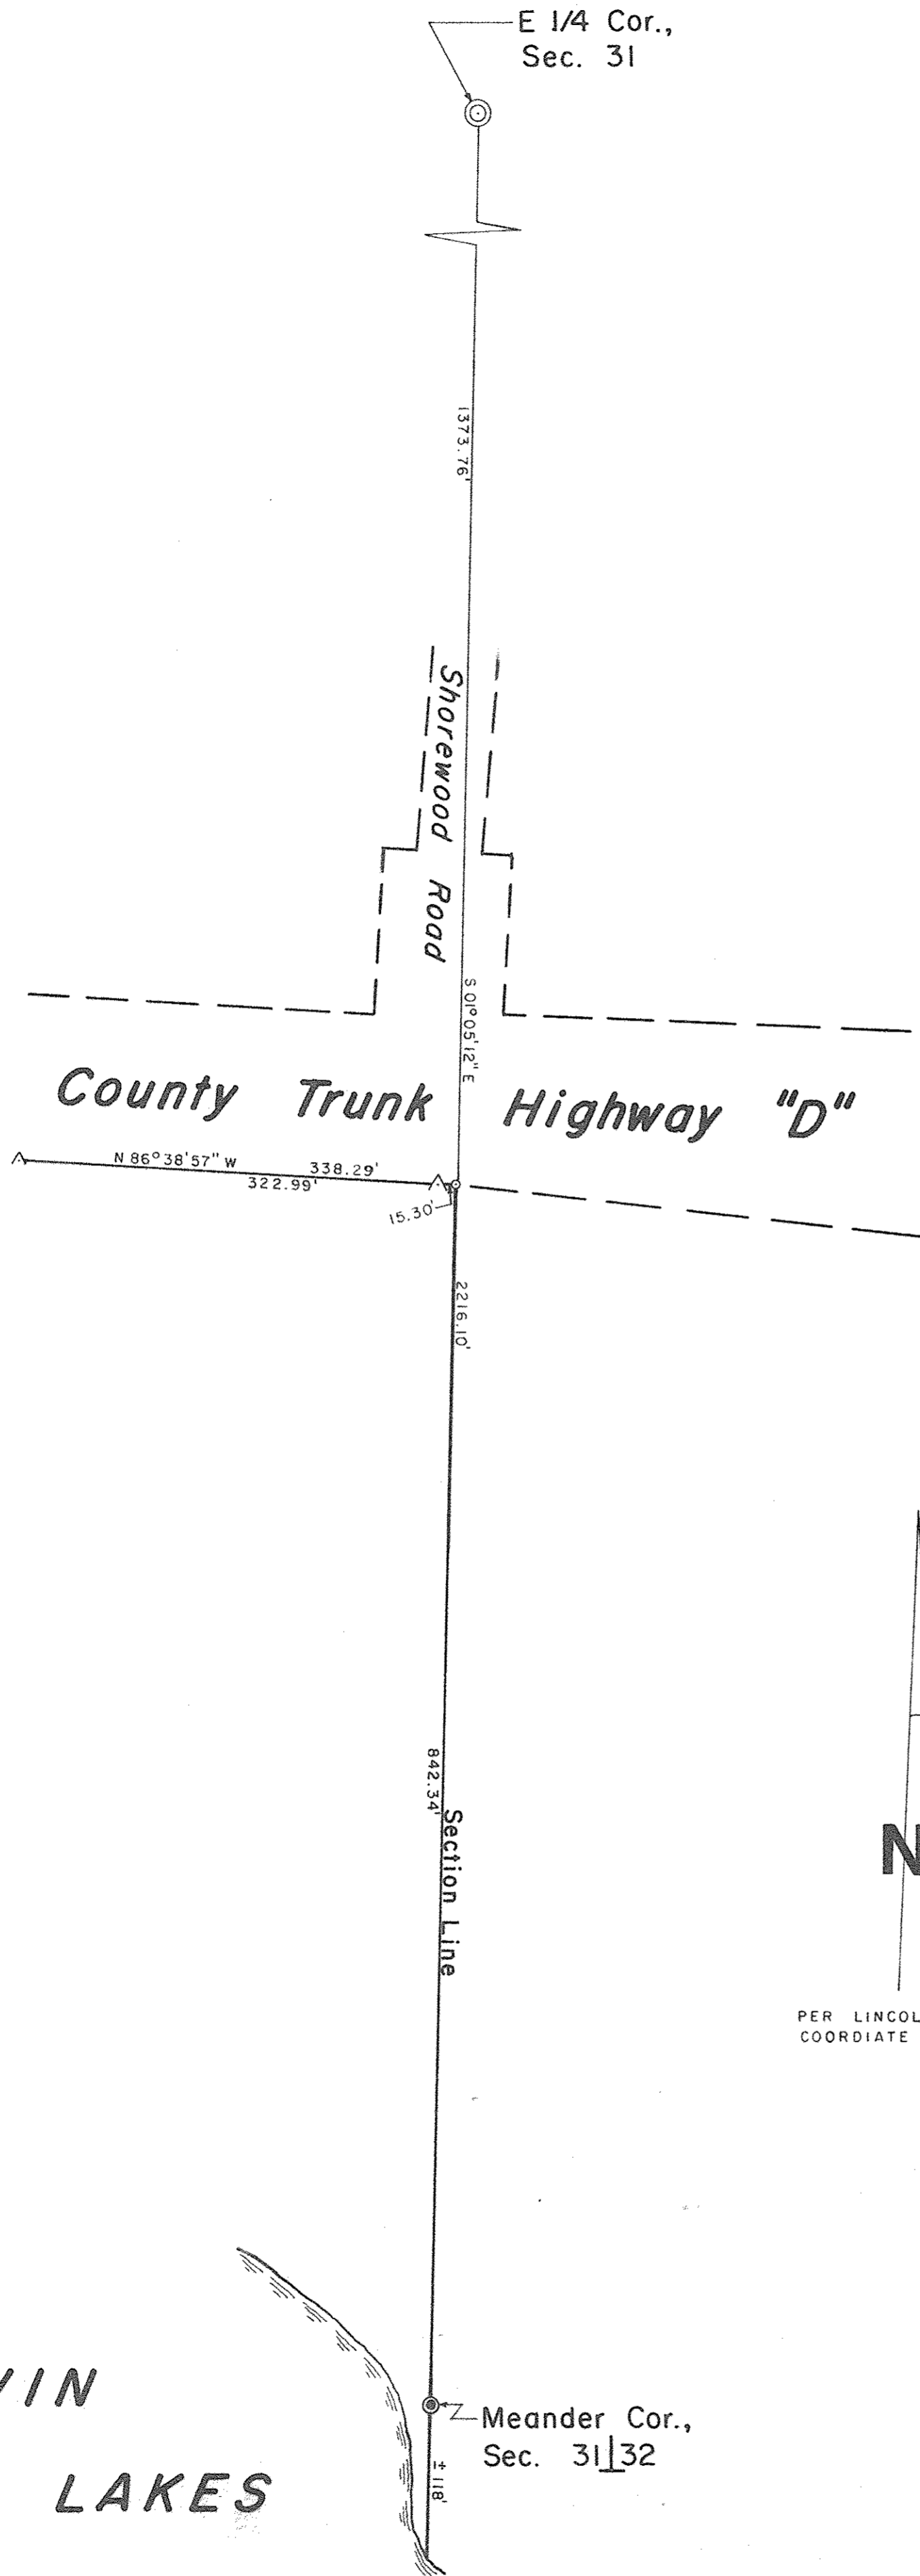 E 1/4 Cor.,
Sec. 31
1373.76'
Shorewood Road
S 01°05'12" E
County Trunk Highway "D"
N 86°38'57" W
338.29'
322.99'
15.30'
2216.10'
842.34'
Section Line
N
PER LINCOL
COORDIATE
Meander Cor.,
Sec. 31 32
± 118'
VIN
LAKES